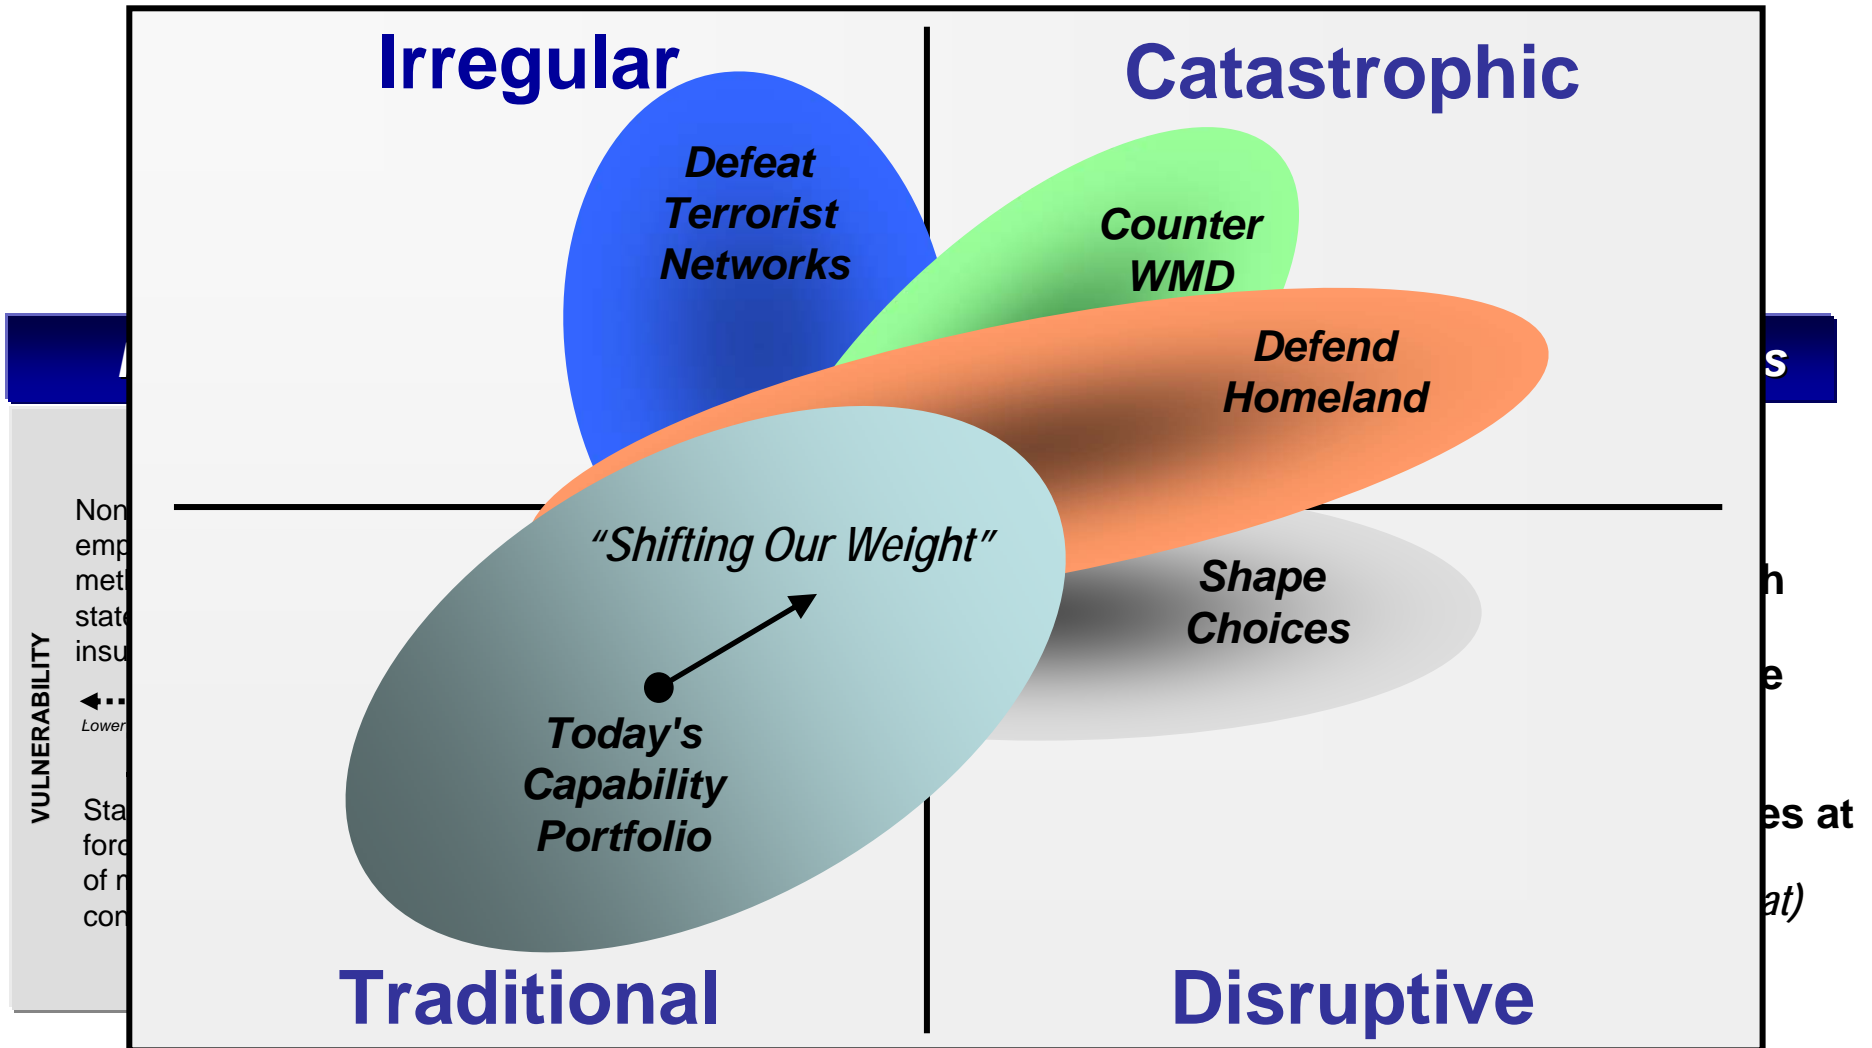 Irregular
Catastrophic
Defeat
Terrorist
Networks
Counter
WMD
Defend
Homeland
"Shifting Our Weight"
Shape
Choices
Today's
Capability
Portfolio
Traditional
Disruptive
VULNERABILITY
Lower
es at
at)